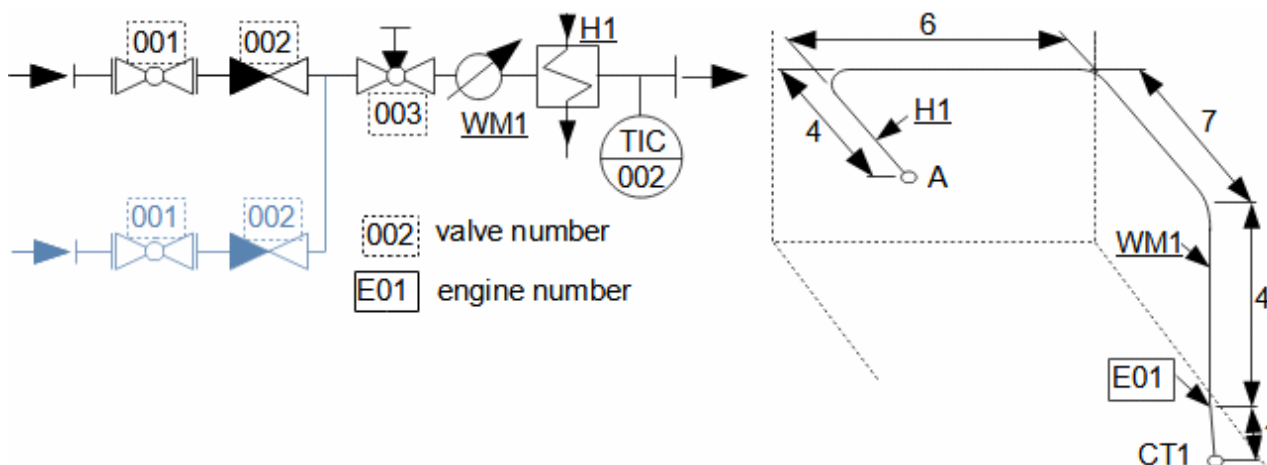 001
002
H1
003
WM1
TIC
002
001
002
002 valve number
E01 engine number
6
4
H1
A
7
WM1
4
E01
CT1